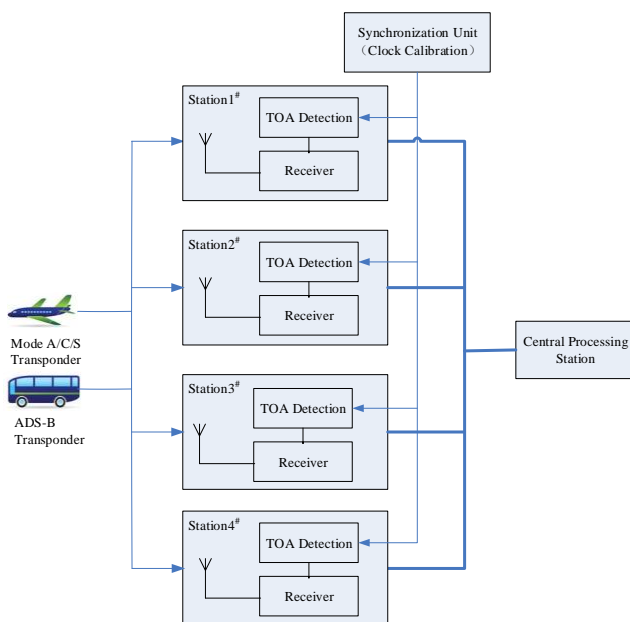 Synchronization Unit
（Clock Calibration）
Station1#
TOA Detection
Receiver
Station2#
TOA Detection
Receiver
Mode A/C/S
Transponder
ADS-B
Transponder
Central Processing
Station
Station3#
TOA Detection
Receiver
Station4#
TOA Detection
Receiver